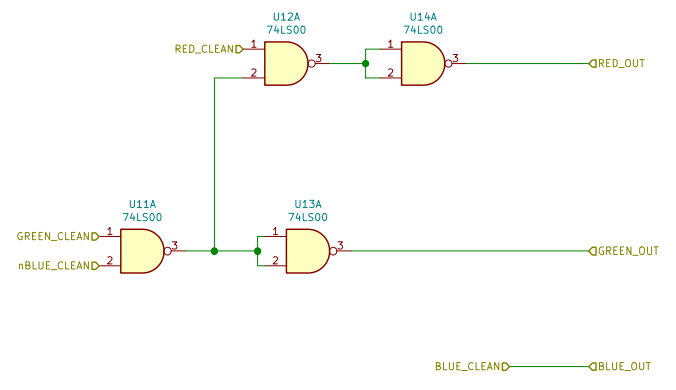 U12A
74LS00
U14A
74LS00
RED_CLEAN
1
2
3
1
2
3
RED_OUT
U11A
74LS00
U13A
74LS00
GREEN_CLEAN
1
nBLUE_CLEAN
2
3
1
2
3
GREEN_OUT
BLUE_CLEAN
BLUE_OUT